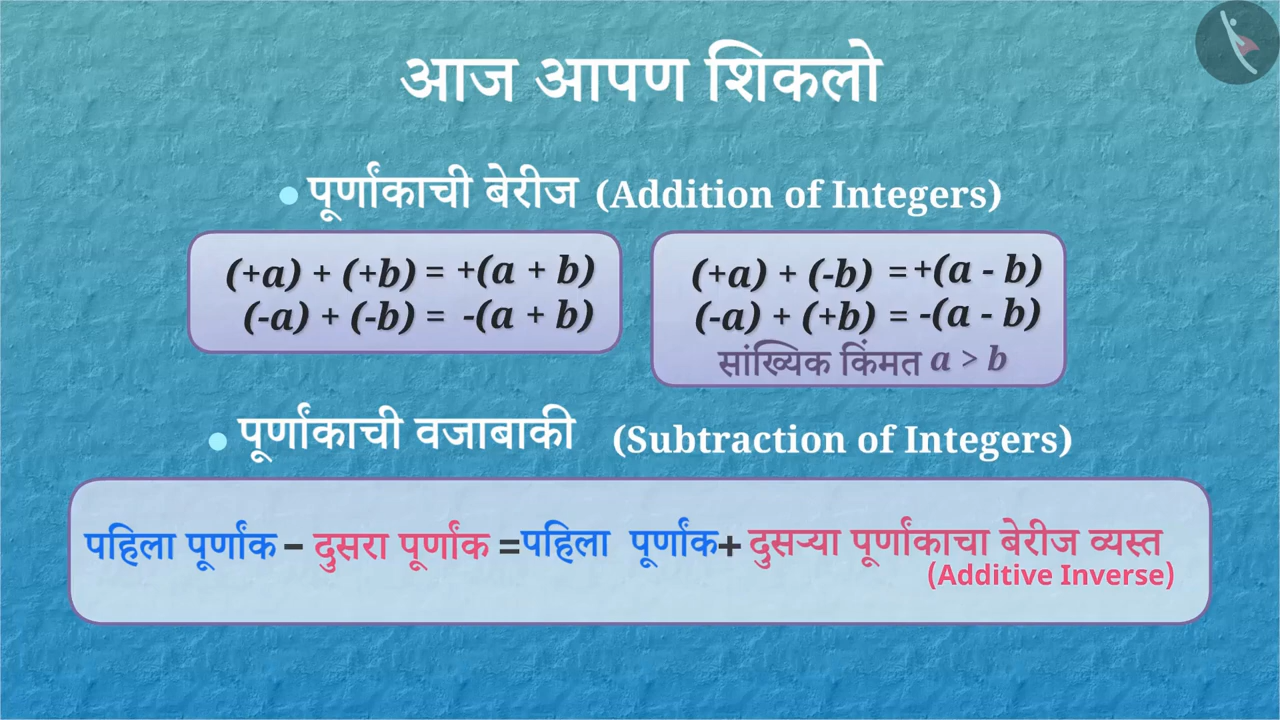 आज आपण शिकलो
• पूर्णांकाची बेरीज (Addition of Integers)
(+a) + (+b) = +(a + b)
(-a) + (-b) = -(a + b)
(+a) + (-b) = +(a - b)
(-a) + (+b) = -(a - b)
सांख्यिक किंमत a > b
• पूर्णांकाची वजाबाकी (Subtraction of Integers)
पहिला पूर्णांक – दुसरा पूर्णांक = पहिला पूर्णांक + दुसऱ्या पूर्णांकाचा बेरीज व्यस्त
(Additive Inverse)